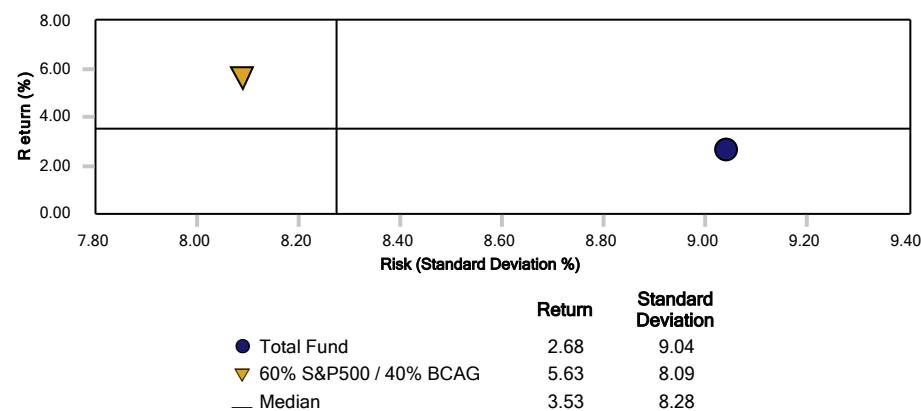 8.00
6.00
4.00
2.00
0.00
Return (%)
7.80 8.00 8.20 8.40 8.60 8.80 9.00 9.20 9.40
Risk (Standard Deviation %)
Return Standard Deviation
Total Fund 2.68 9.04
60% S&P500 / 40% BCAG 5.63 8.09
Median 3.53 8.28